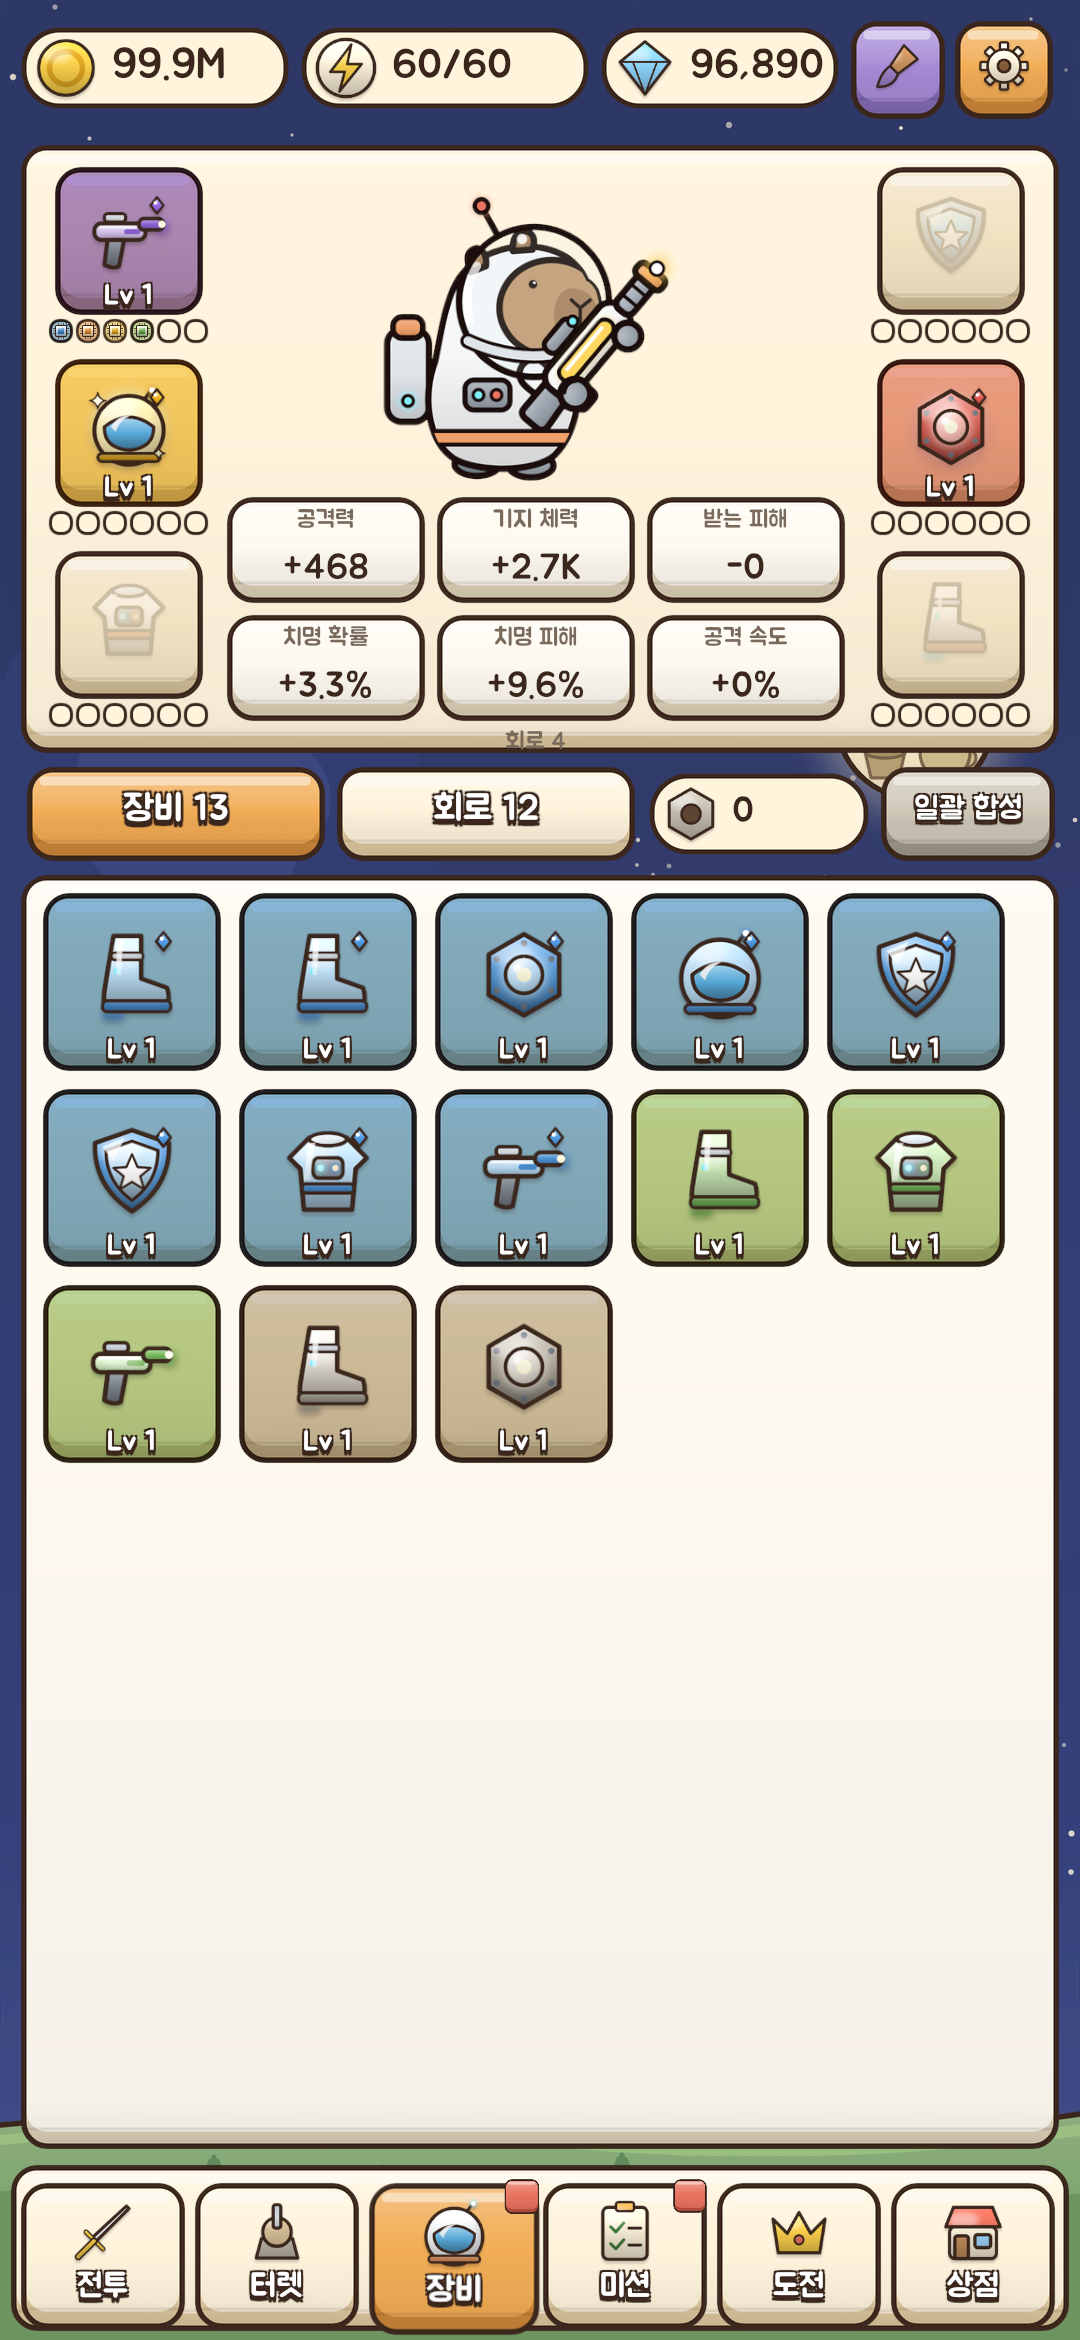 99.9M
60/60
96,890
Lv 1
Lv 1
Lv 1
공격력
+468
기지 체력
+2.7K
받는 피해
-0
치명 확률
+3.3%
치명 피해
+9.6%
공격 속도
+0%
회로 4
장비 13
회로 12
0
일괄 합성
Lv 1
Lv 1
Lv 1
Lv 1
Lv 1
Lv 1
Lv 1
Lv 1
Lv 1
Lv 1
Lv 1
Lv 1
Lv 1
전투
터렛
장비
미션
도전
상점